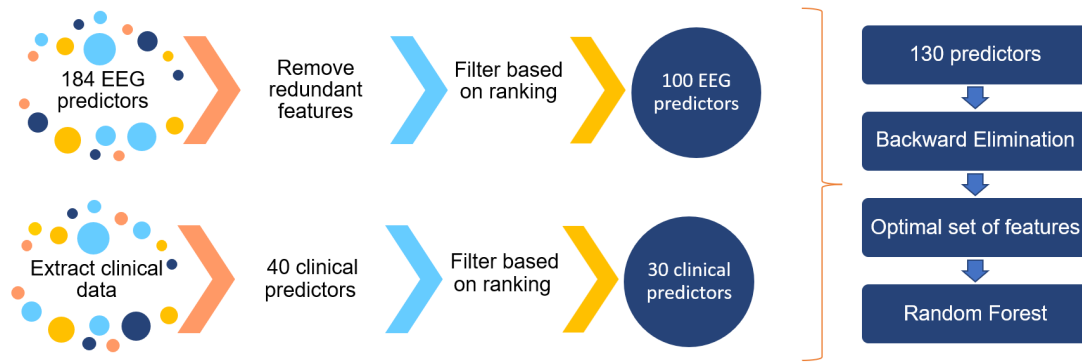 184 EEG
predictors
Remove
redundant
features
Filter based
on ranking
100 EEG
predictors
Extract clinical
data
40 clinical
predictors
Filter based
on ranking
30 clinical
predictors
130 predictors
Backward Elimination
Optimal set of features
Random Forest